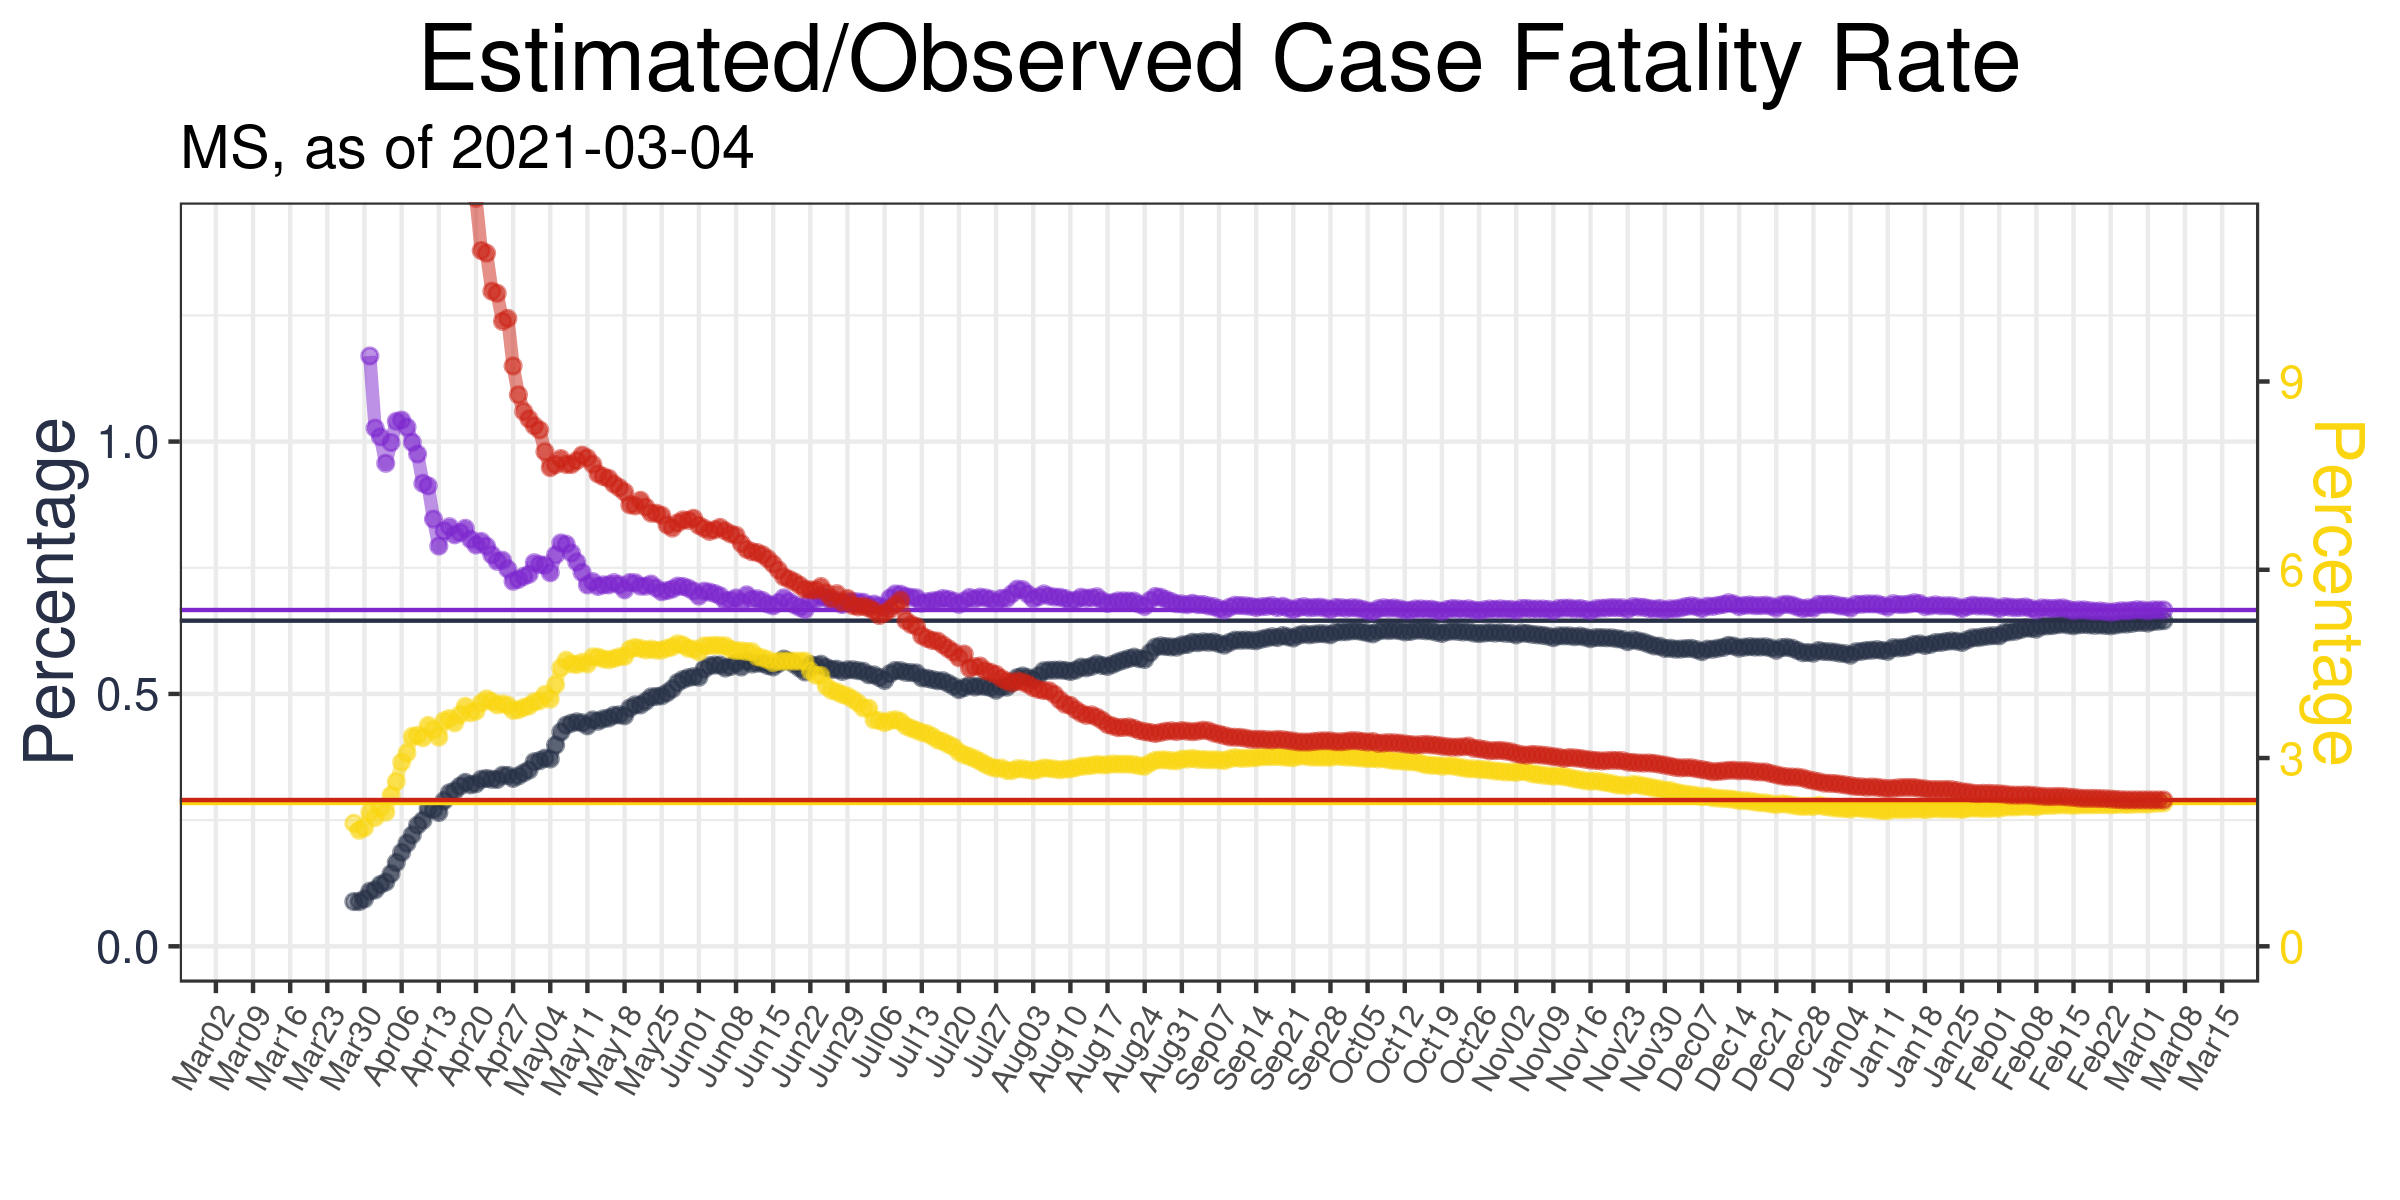 Estimated/Observed Case Fatality Rate
MS, as of 2021-03-04
Percentage
1.0
0.5
0.0
9
6
3
0
Percentage
Mar02
Mar09
Mar16
Mar23
Mar30
Apr06
Apr13
Apr20
Apr27
May04
May11
May18
May25
Jun01
Jun08
Jun15
Jun22
Jun29
Jul06
Jul13
Jul20
Jul27
Aug03
Aug10
Aug17
Aug24
Aug31
Sep07
Sep14
Sep21
Sep28
Oct05
Oct12
Oct19
Oct26
Nov02
Nov09
Nov16
Nov23
Nov30
Dec07
Dec14
Dec21
Dec28
Jan04
Jan11
Jan18
Jan25
Feb01
Feb08
Feb15
Feb22
Mar01
Mar08
Mar15